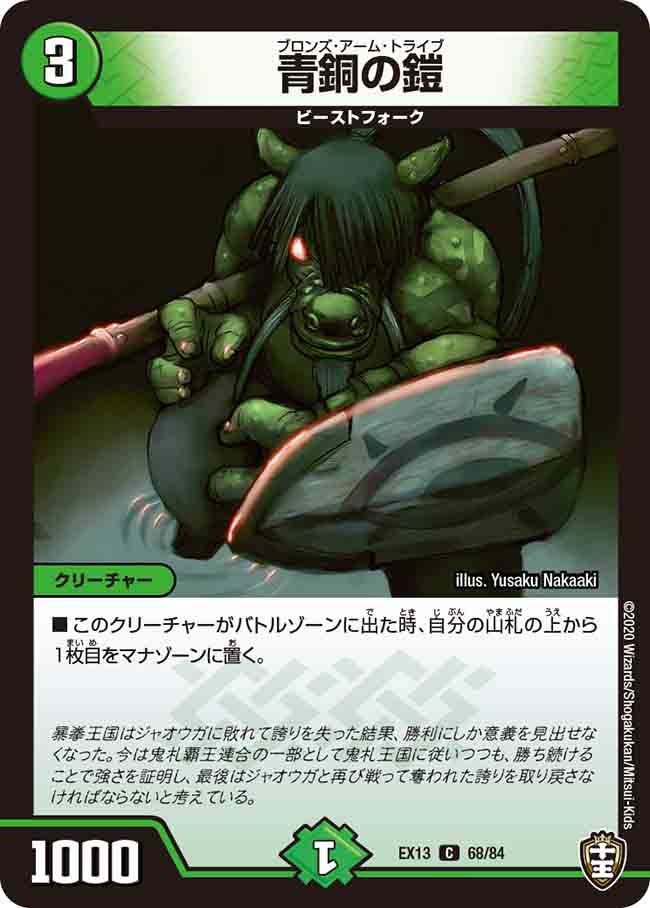 3
ブロンズ・アーム・トライブ
青銅の鎧
ビーストフォーク
クリーチャー
illus. Yusaku Nakaaki
■このクリーチャーがバトルゾーンに出た時、自分の山札の上から
1枚目をマナゾーンに置く。
暴拳王国はジャオウガに敗れて誇りを失った結果、勝利にしか意義を見出せな
くなった。今は鬼札覇王連合の一部として鬼札王国に従いつつも、勝ち続ける
ことで強さを証明し、最後はジャオウガと再び戦って奪われた誇りを取り戻さな
ければならないと考えている。
©2020 Wizards/Shogakukan/Mitsui-Kids
1000
1
EX13 C 68/84